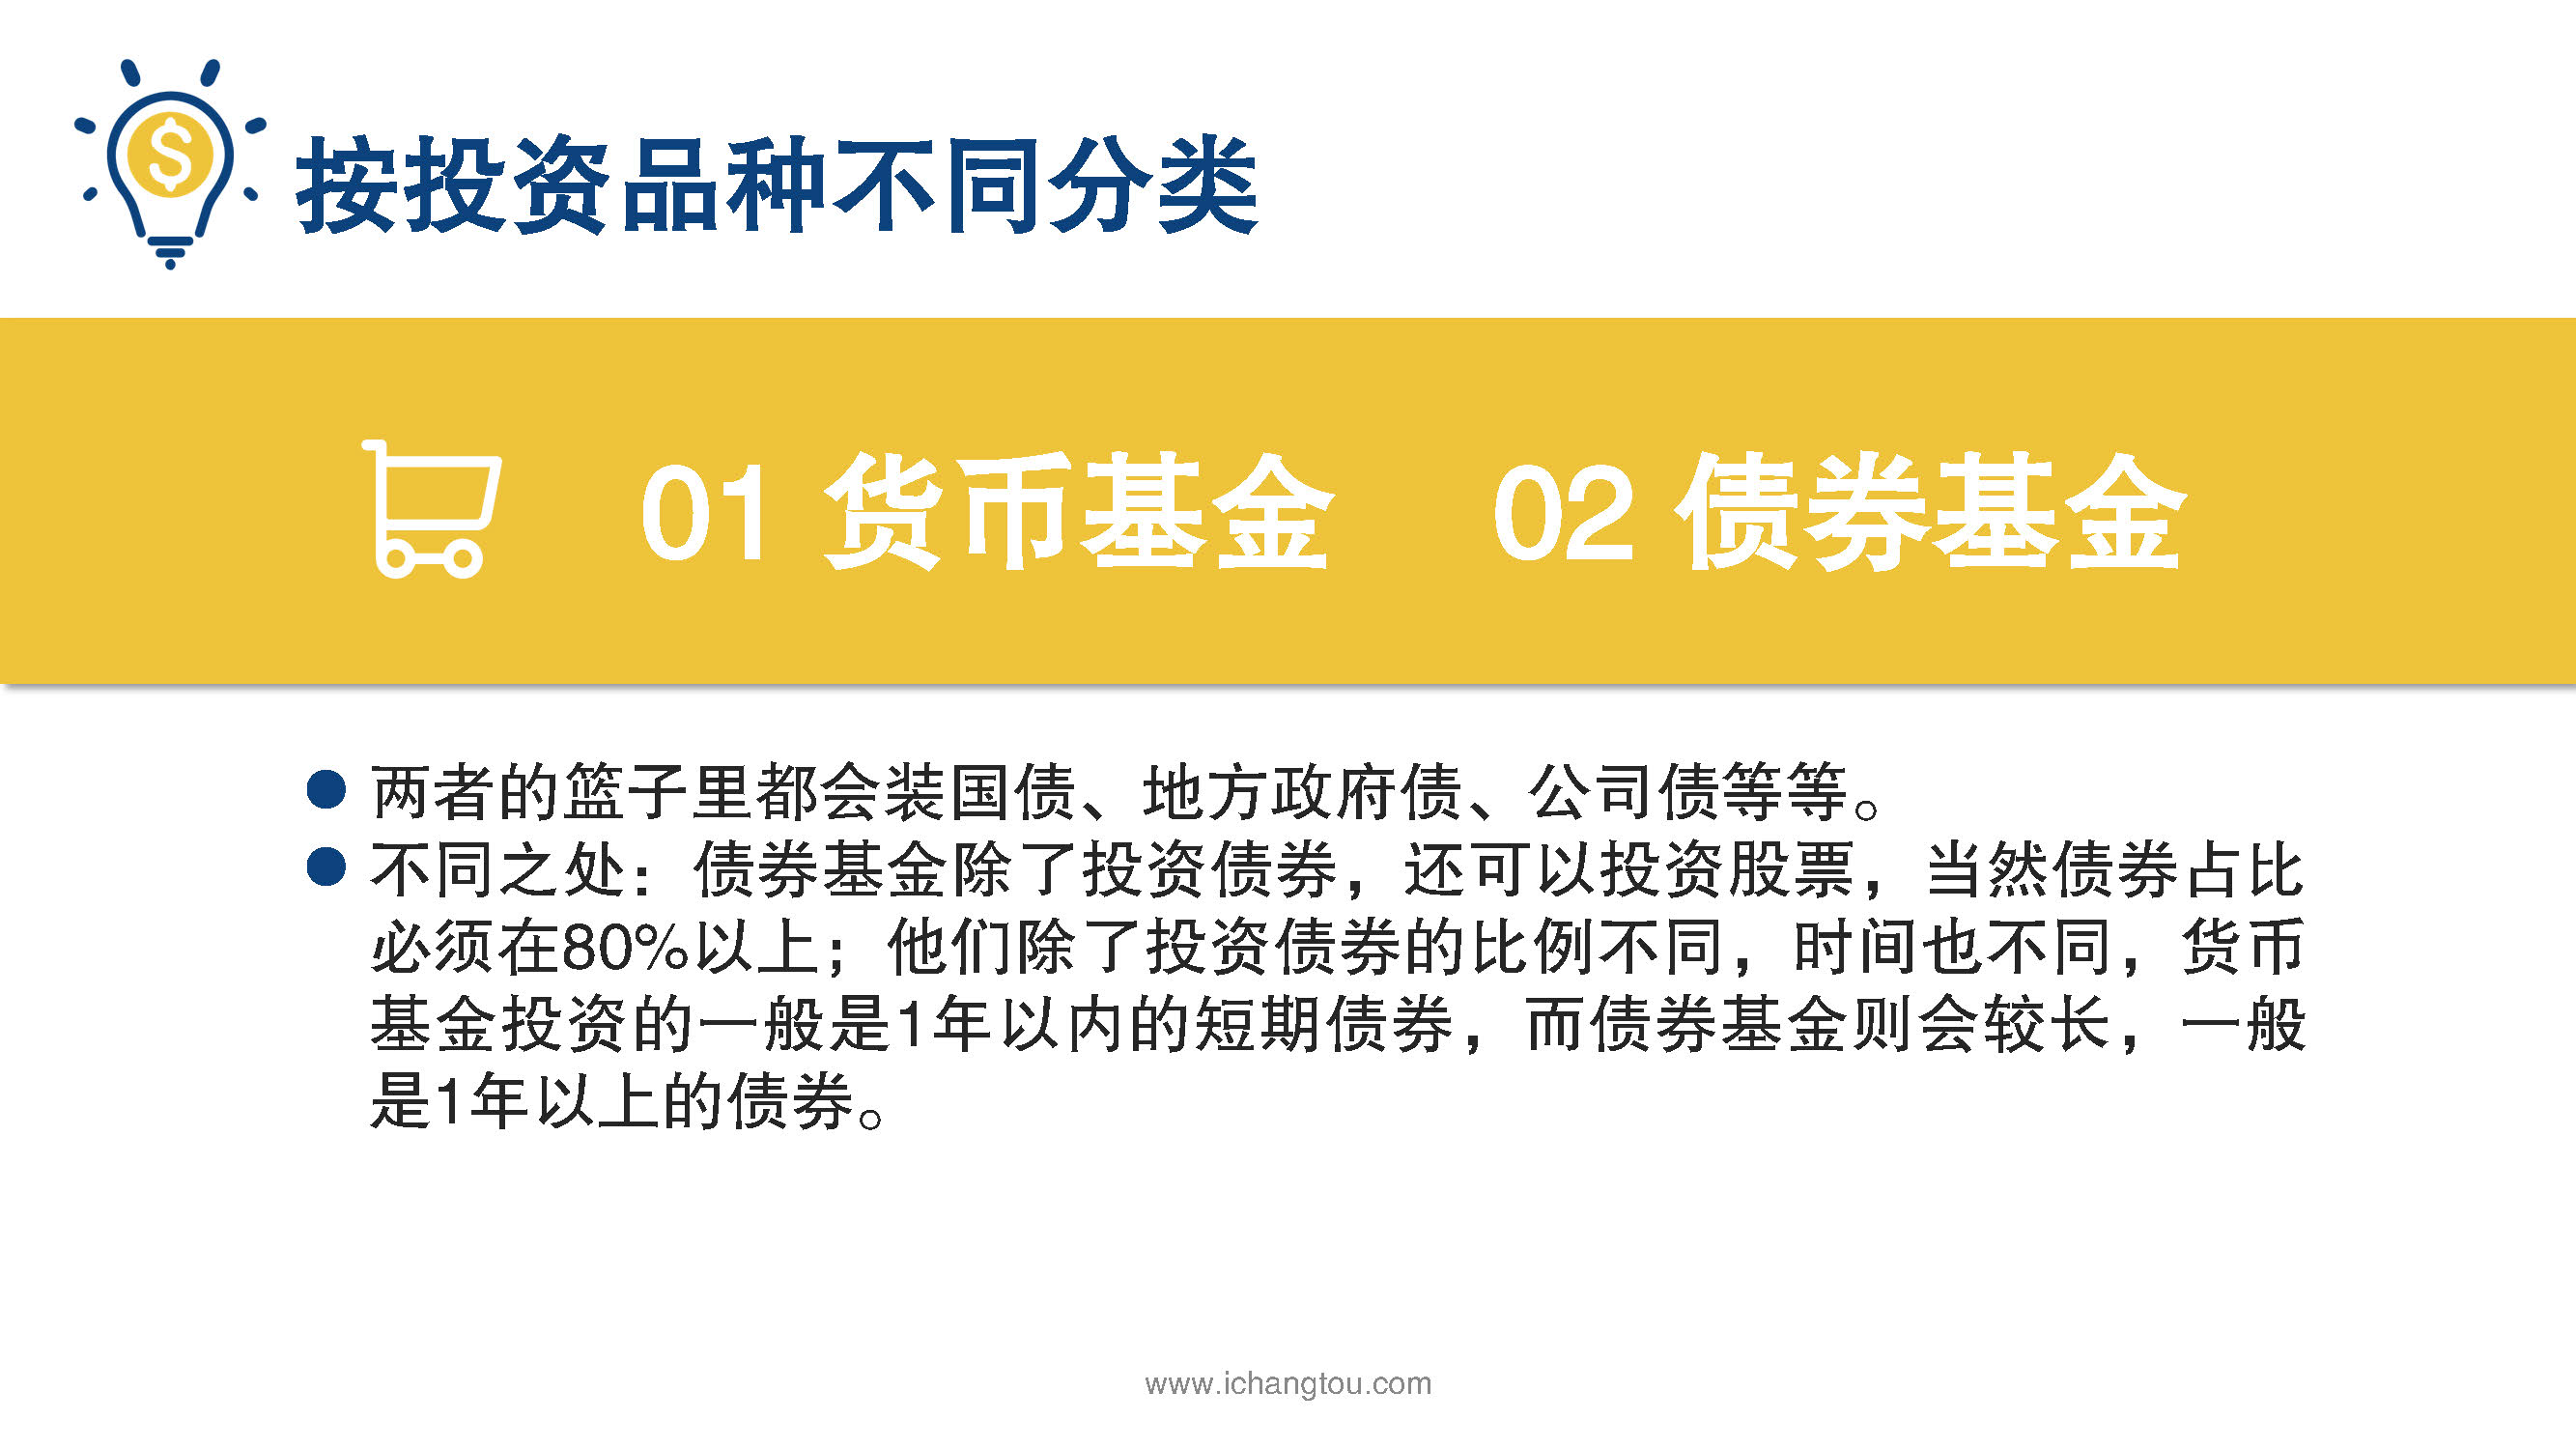 按投资品种不同分类
01 货币基金 02 债券基金
● 两者的篮子里都会装国债、地方政府债、公司债等等。
● 不同之处：债券基金除了投资债券，还可以投资股票，当然债券占比
必须在80%以上；他们除了投资债券的比例不同，时间也不同，货币
基金投资的一般是1年以内的短期债券，而债券基金则会较长，一般
是1年以上的债券。
www.ichangtou.com